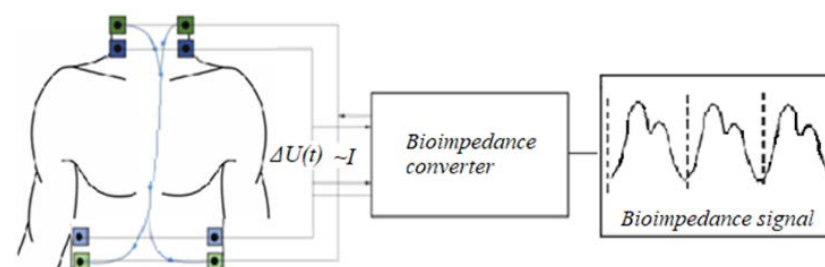 ΔU(t) ~I
Bioimpedance
converter
Bioimpedance signal